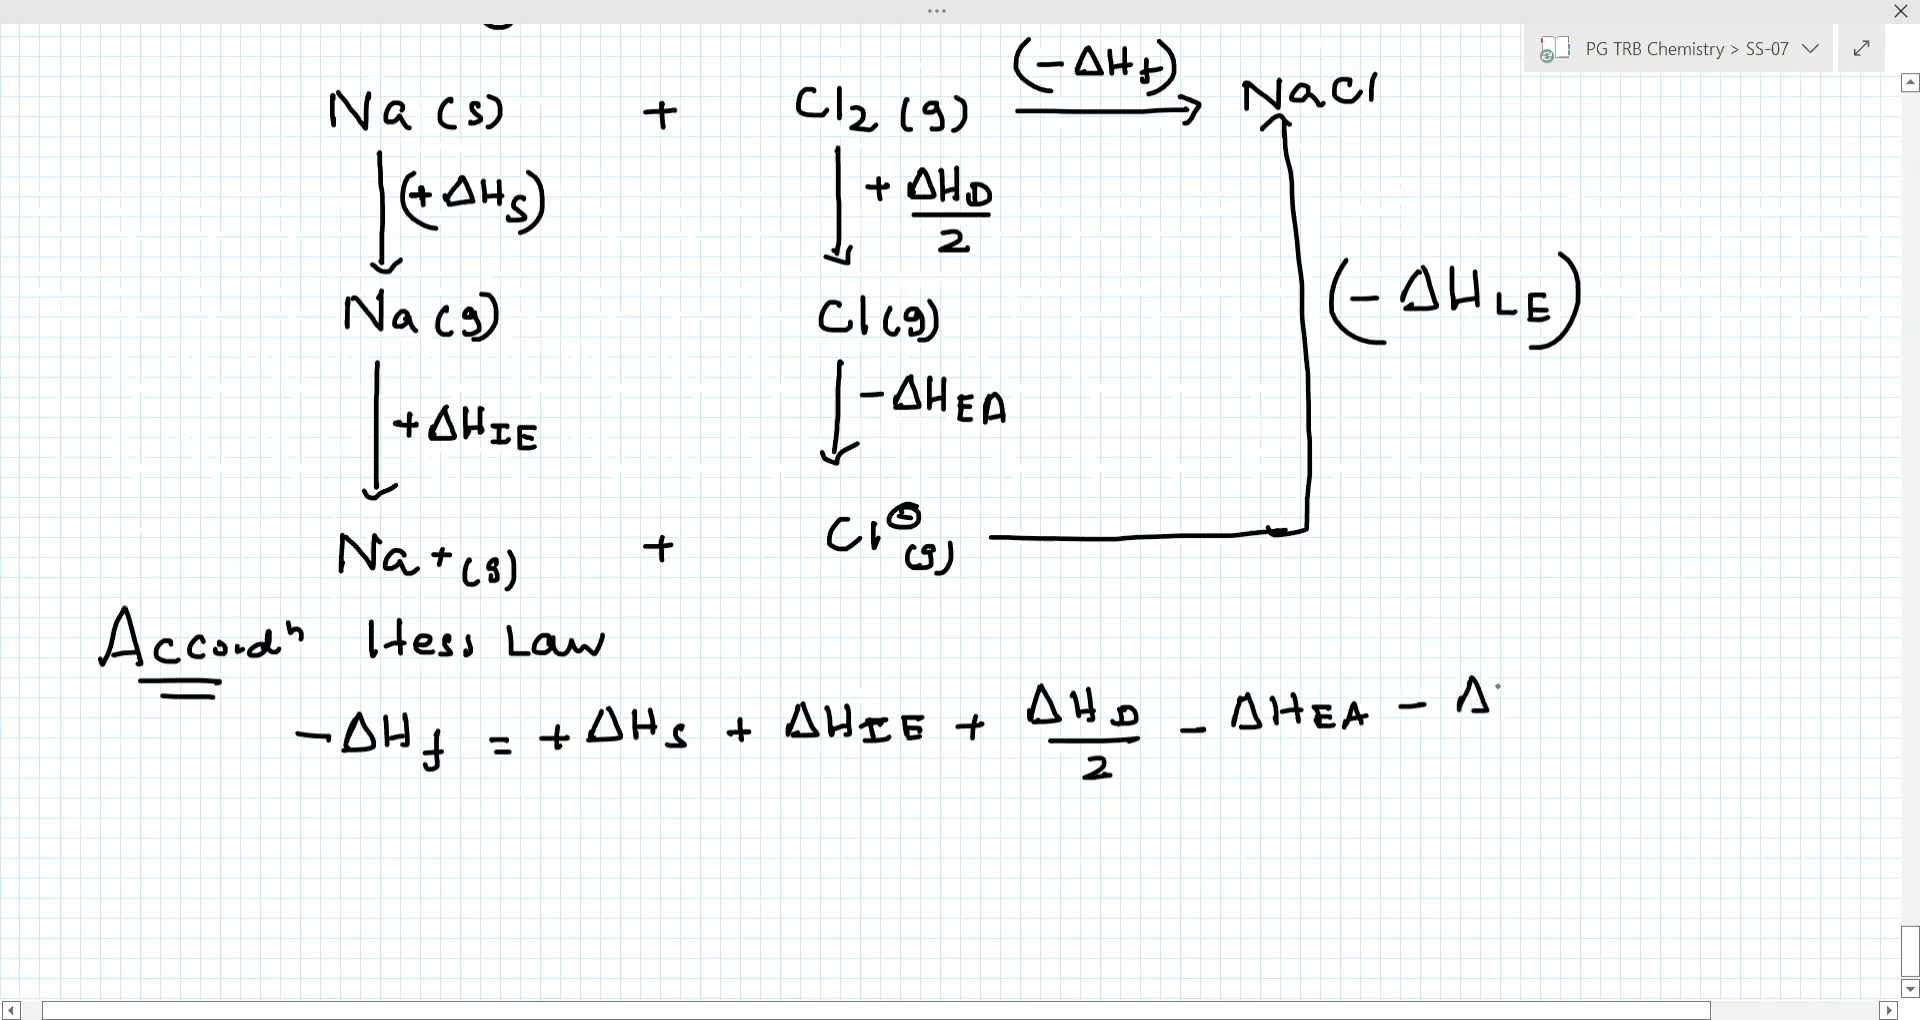 PG TRB Chemistry > SS-07
Na (s) + Cl2 (g) (-ΔHf) → NaCl
(+ ΔHS) + ΔHD/2
Na (g) Cl (g) (- ΔHLE)
+ ΔHIE - ΔHEA
Na+(g) + Cl⊖(g)
Accordn Hess Law
-ΔHf = + ΔHS + ΔHIE + ΔHD/2 - ΔHEA - Δ